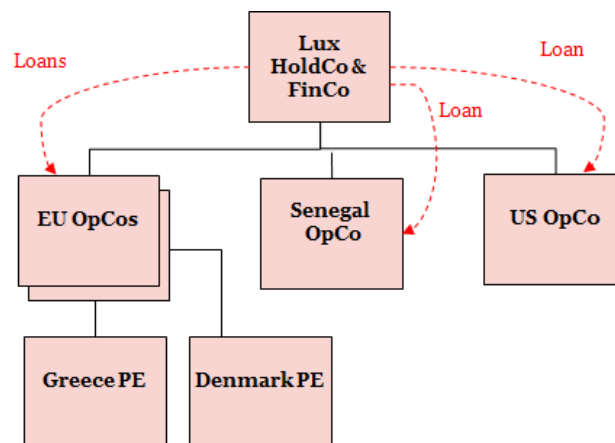 Lux
HoldCo &
FinCo
Loans
Loan
Loan
EU OpCos
Senegal
OpCo
US OpCo
Greece PE
Denmark PE